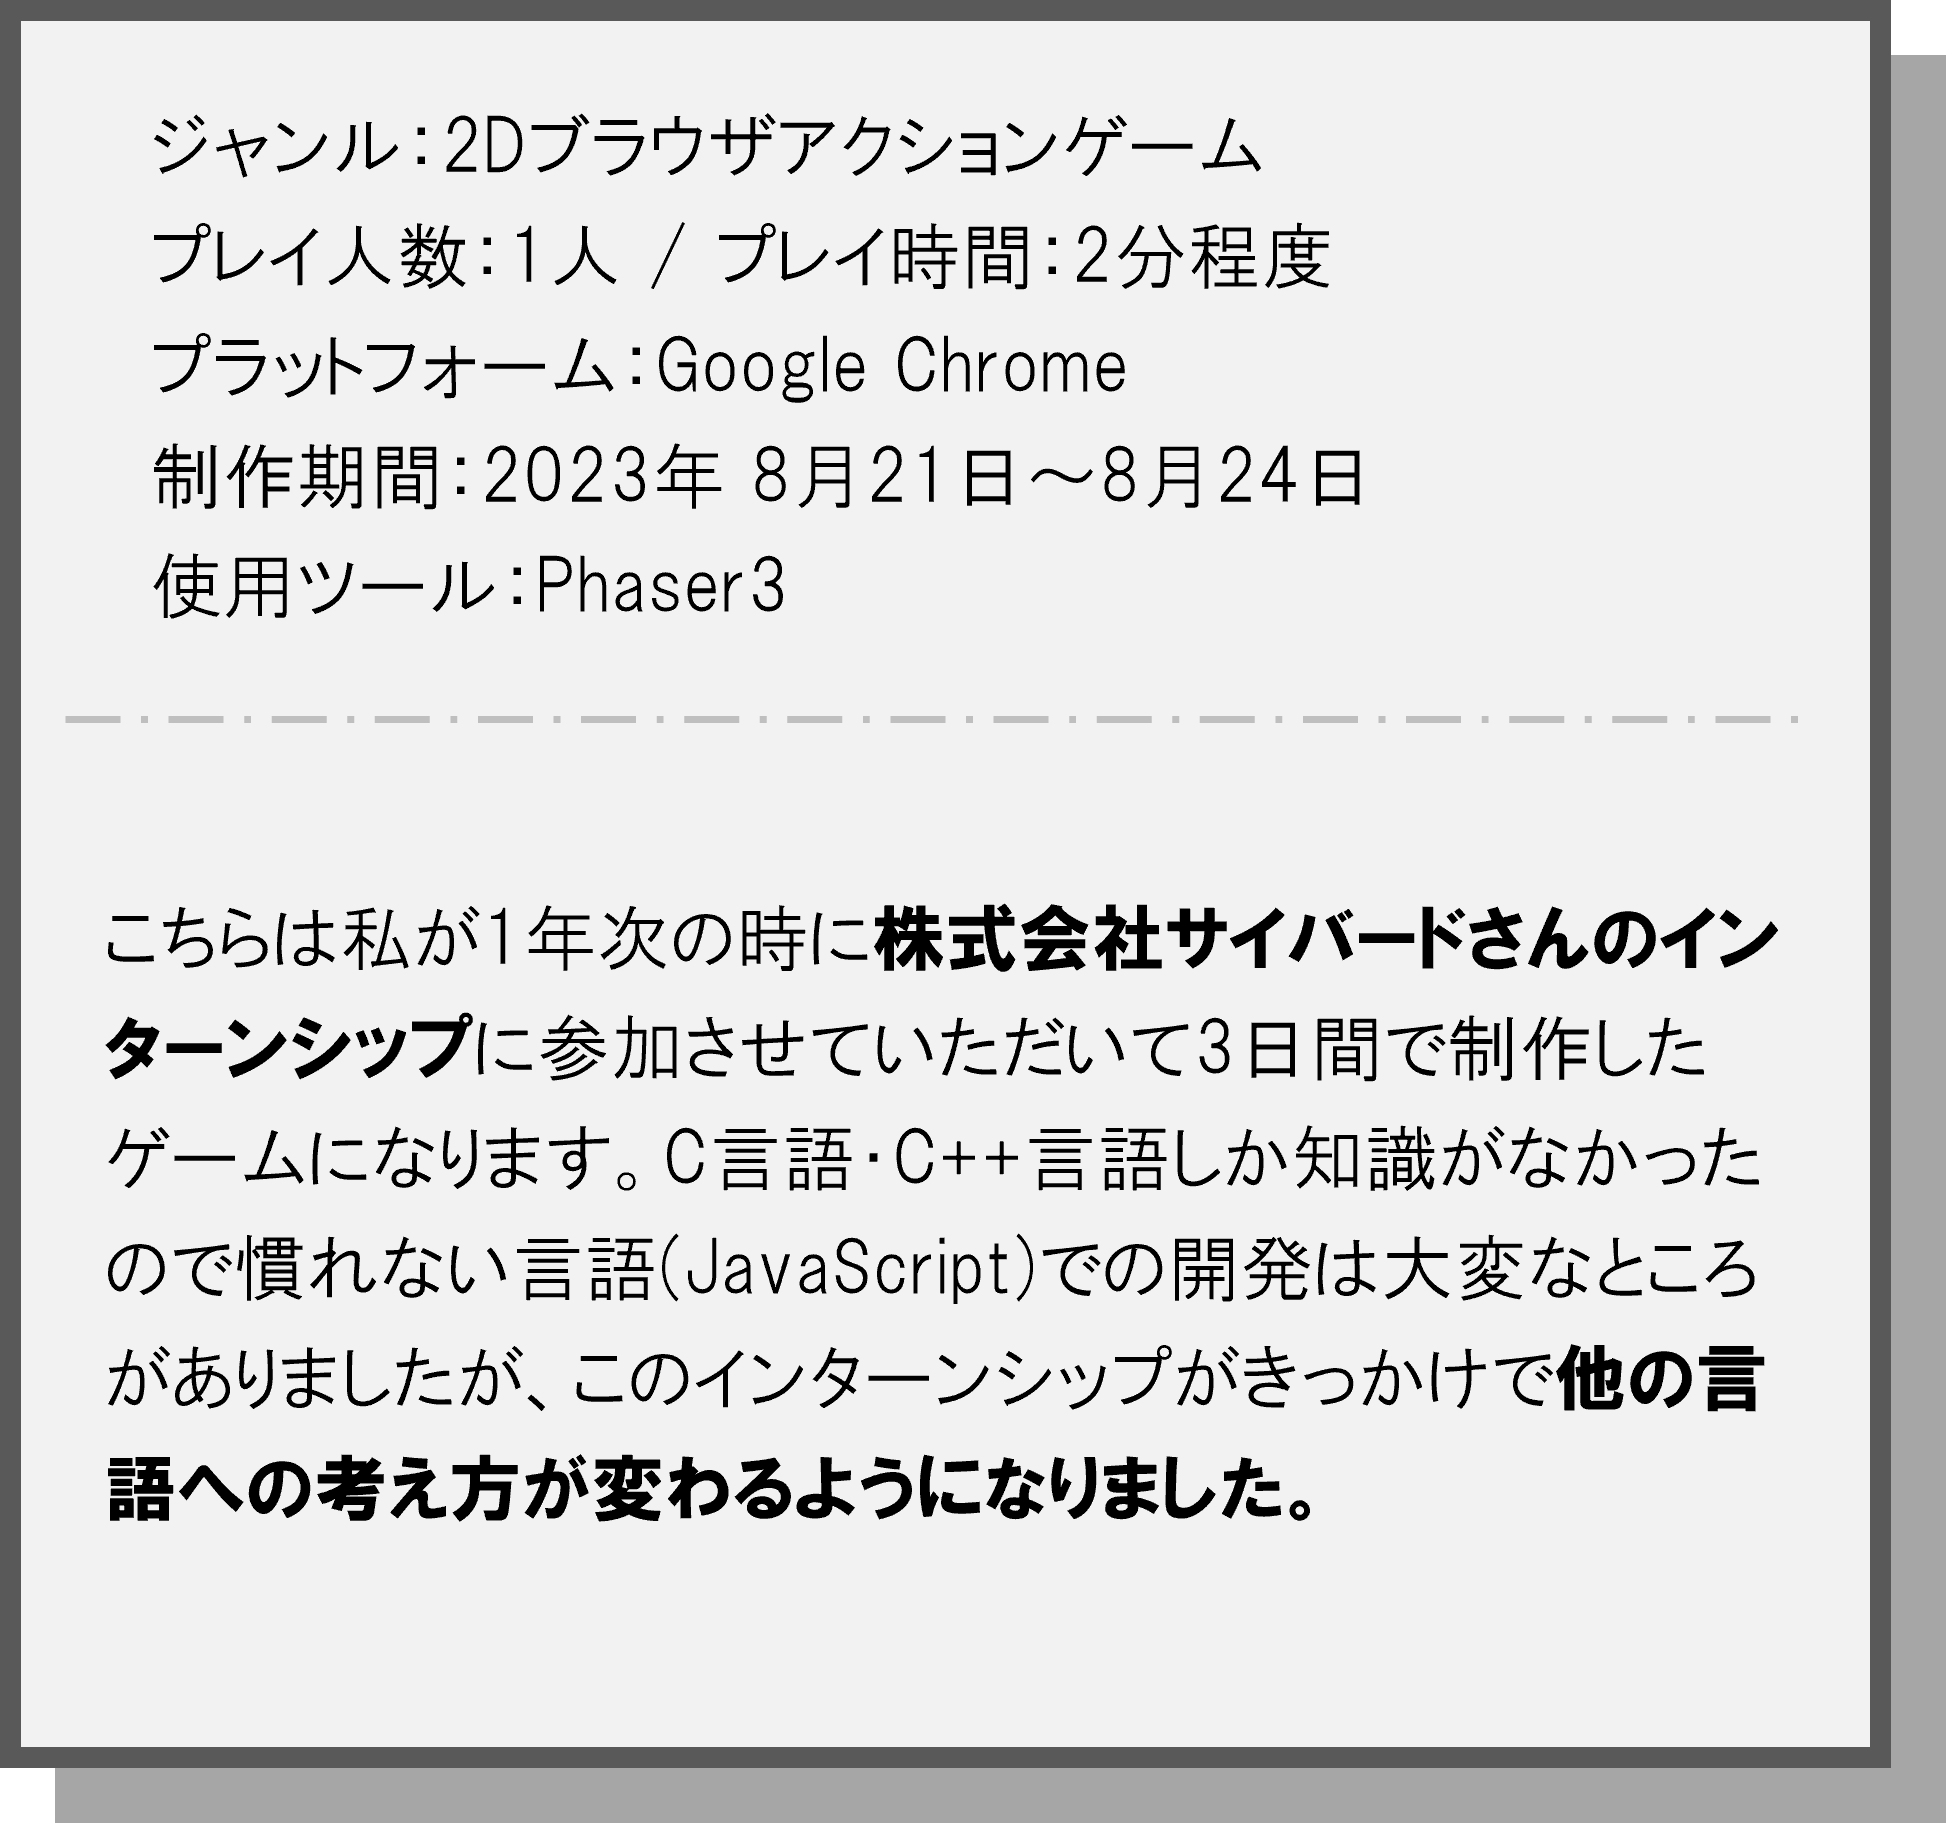 ジャンル：2Dブラウザアクションゲーム
プレイ人数：1人 / プレイ時間：2分程度
プラットフォーム：Google Chrome
制作期間：2023年 8月21日～8月24日
使用ツール：Phaser3
こちらは私が1年次の時に株式会社サイバードさんのイン
ターンシップに参加させていただいて3日間で制作した
ゲームになります。C言語・C++言語しか知識がなかった
ので慣れない言語(JavaScript)での開発は大変なところ
がありましたが、このインターンシップがきっかけで他の言
語への考え方が変わるようになりました。